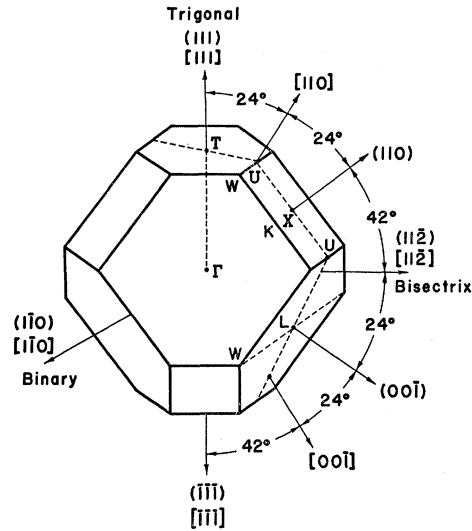 Trigonal
(111)
[111]
24°
[110]
24°
(110)
T
W
U
X
K
42°
U
(112̄)
[112̄]
Γ
Bisectrix
(11̄0)
[11̄0]
Binary
L
24°
W
(001̄)
24°
42°
[001̄]
(1̄1̄1̄)
[1̄1̄1̄]